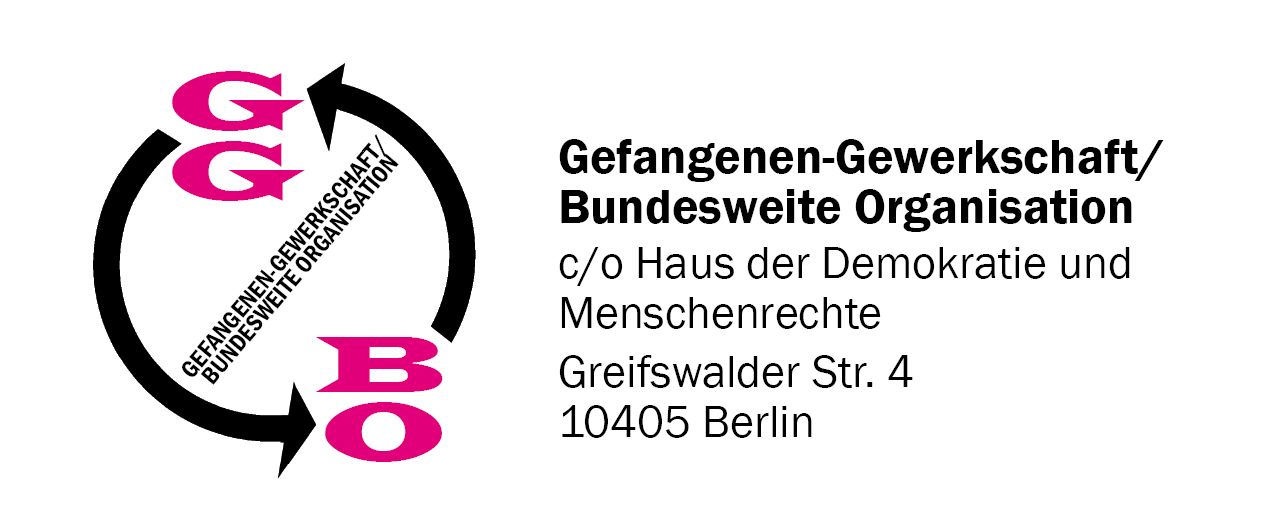 GG
GEFANGENEN-GEWERKSCHAFT/
BUNDESWEITE ORGANISATION
BO
Gefangenen-Gewerkschaft/
Bundesweite Organisation
c/o Haus der Demokratie und
Menschenrechte
Greifswalder Str. 4
10405 Berlin